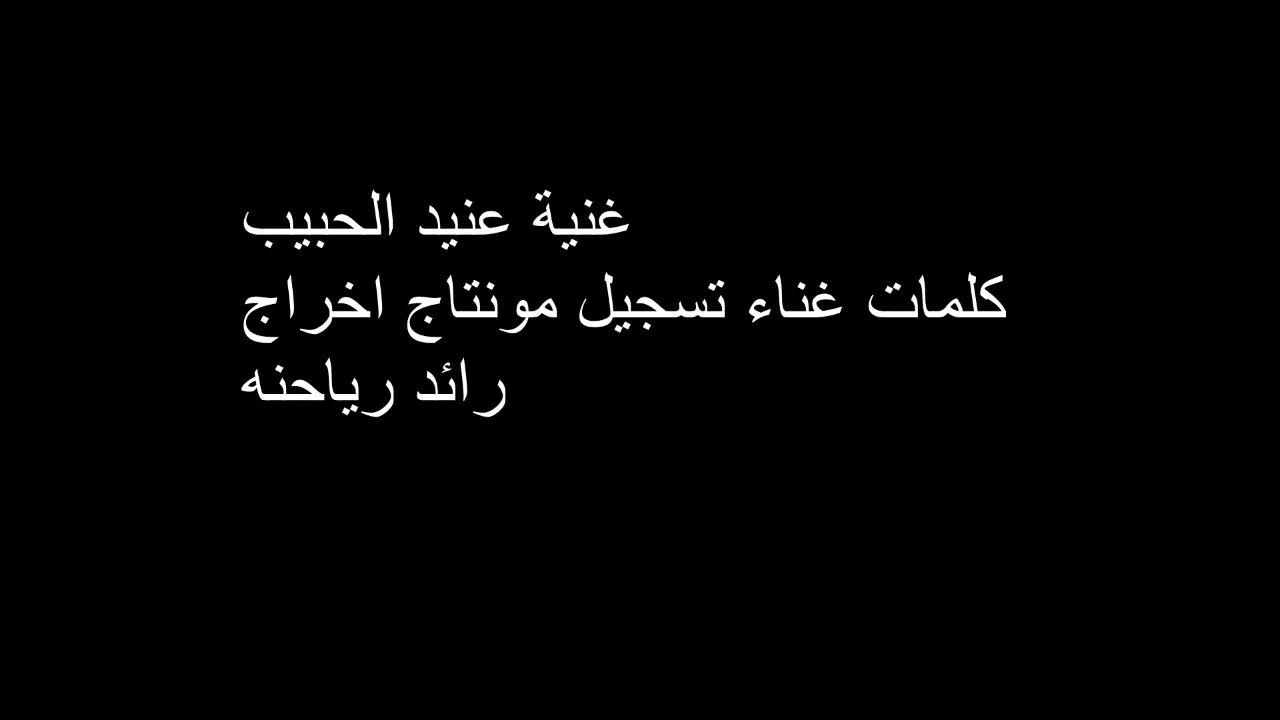 غنية عنيد الحبيب
كلمات غناء تسجيل مونتاج اخراج
رائد رياحنه